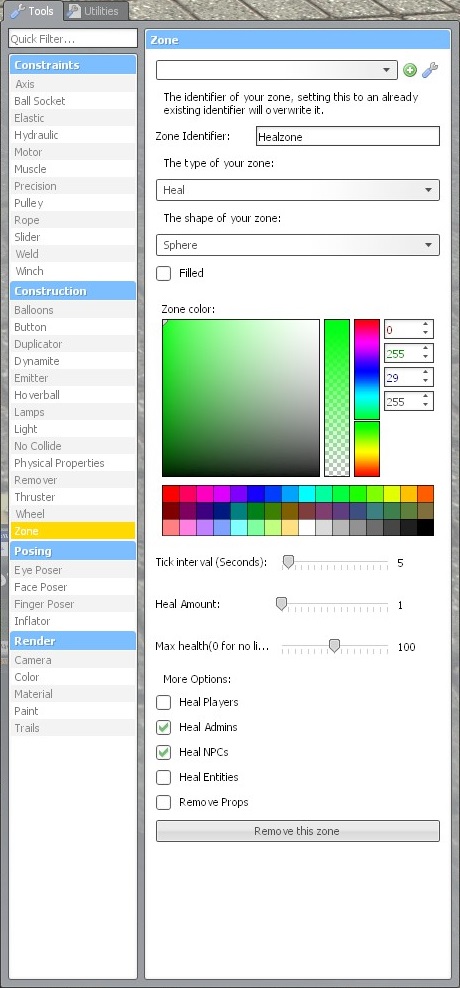 Tools
Utilities
Quick Filter...
Constraints
Axis
Ball Socket
Elastic
Hydraulic
Motor
Muscle
Precision
Pulley
Rope
Slider
Weld
Winch
Construction
Balloons
Button
Duplicator
Dynamite
Emitter
Hoverball
Lamps
Light
No Collide
Physical Properties
Remover
Thruster
Wheel
Zone
Posing
Eye Poser
Face Poser
Finger Poser
Inflator
Render
Camera
Color
Material
Paint
Trails
Zone
The identifier of your zone, setting this to an already
existing identifier will overwrite it.
Zone Identifier: Healzone
The type of your zone:
Heal
The shape of your zone:
Sphere
Filled
Zone color:
0
255
29
255
Tick interval (Seconds): 5
Heal Amount: 1
Max health(0 for no li... 100
More Options:
Heal Players
Heal Admins
Heal NPCs
Heal Entities
Remove Props
Remove this zone